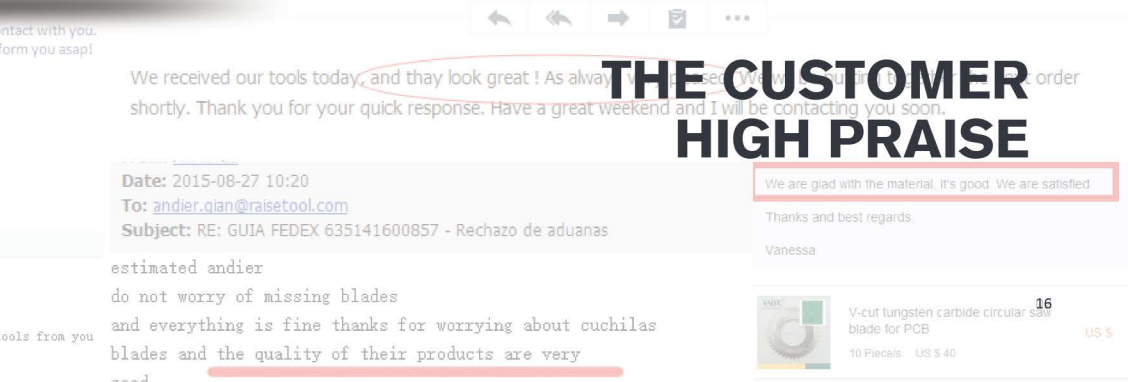 ontact with you.
form you asap!
We received our tools today, and thay look great ! As always very pleased. order
shortly. Thank you for your quick response. Have a great weekend and I will be contacting you soon.
THE CUSTOMER
HIGH PRAISE
Date: 2015-08-27 10:20
To: andier.qian@raisetool.com
Subject: RE: GUIA FEDEX 635141600857 - Rechazo de aduanas
estimated andier
do not worry of missing blades
and everything is fine thanks for worrying about cuchilas
blades and the quality of their products are very
ools from you
We are glad with the material, it's good. We are satisfied
Thanks and best regards.
Vanessa
V-cut tungsten carbide circular saw
blade for PCB
10 Piece/s US $ 40
16
US $